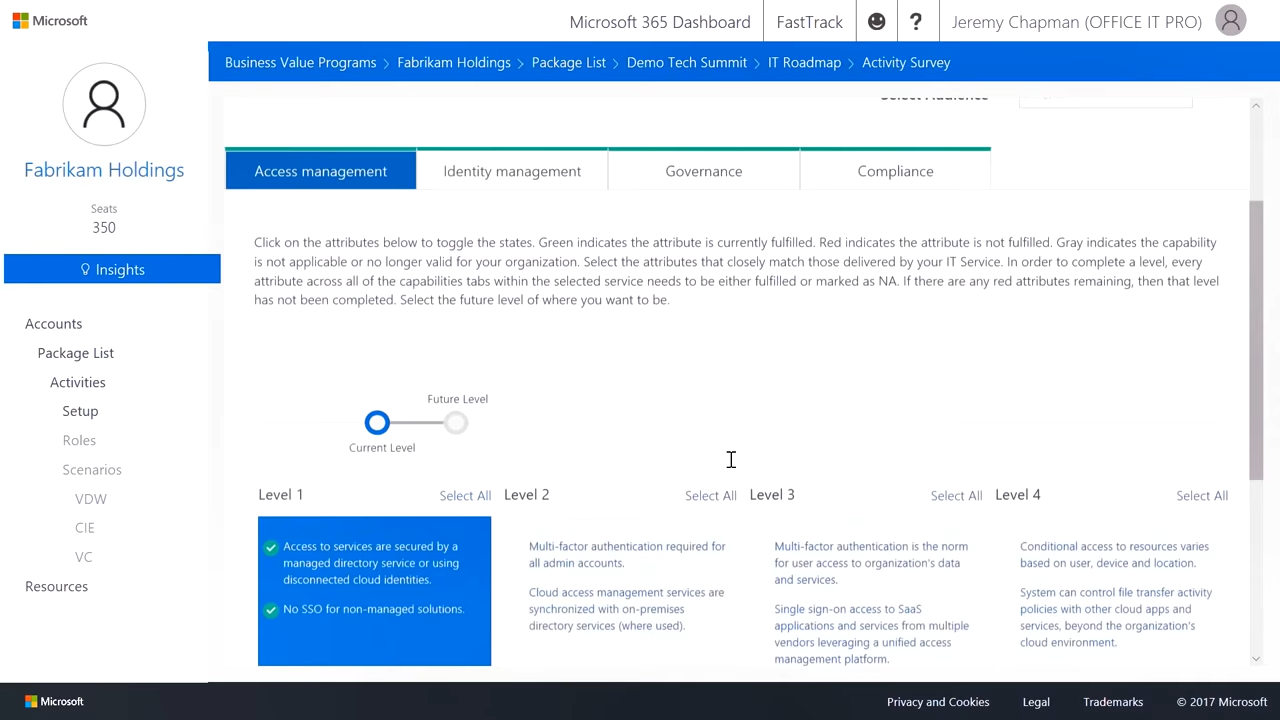 Microsoft
Microsoft 365 Dashboard
FastTrack
?
Jeremy Chapman (OFFICE IT PRO)
Business Value Programs > Fabrikam Holdings > Package List > Demo Tech Summit > IT Roadmap > Activity Survey
Fabrikam Holdings
Seats
350
Insights
Accounts
Package List
Activities
Setup
Roles
Scenarios
VDW
CIE
VC
Resources
Select Audience
Access management
Identity management
Governance
Compliance
Click on the attributes below to toggle the states. Green indicates the attribute is currently fulfilled. Red indicates the attribute is not fulfilled. Gray indicates the capability
is not applicable or no longer valid for your organization. Select the attributes that closely match those delivered by your IT Service. In order to complete a level, every
attribute across all of the capabilities tabs within the selected service needs to be either fulfilled or marked as NA. If there are any red attributes remaining, then that level
has not been completed. Select the future level of where you want to be.
Future Level
Current Level
Level 1
Select All
Access to services are secured by a
managed directory service or using
disconnected cloud identities.
No SSO for non-managed solutions.
Level 2
Select All
Multi-factor authentication required for
all admin accounts.
Cloud access management services are
synchronized with on-premises
directory services (where used).
Level 3
Select All
Multi-factor authentication is the norm
for user access to organization's data
and services.
Single sign-on access to SaaS
applications and services from multiple
vendors leveraging a unified access
management platform.
Level 4
Select All
Conditional access to resources varies
based on user, device and location.
System can control file transfer activity
policies with other cloud apps and
services, beyond the organization's
cloud environment.
Microsoft
Privacy and Cookies
Legal
Trademarks
© 2017 Microsoft